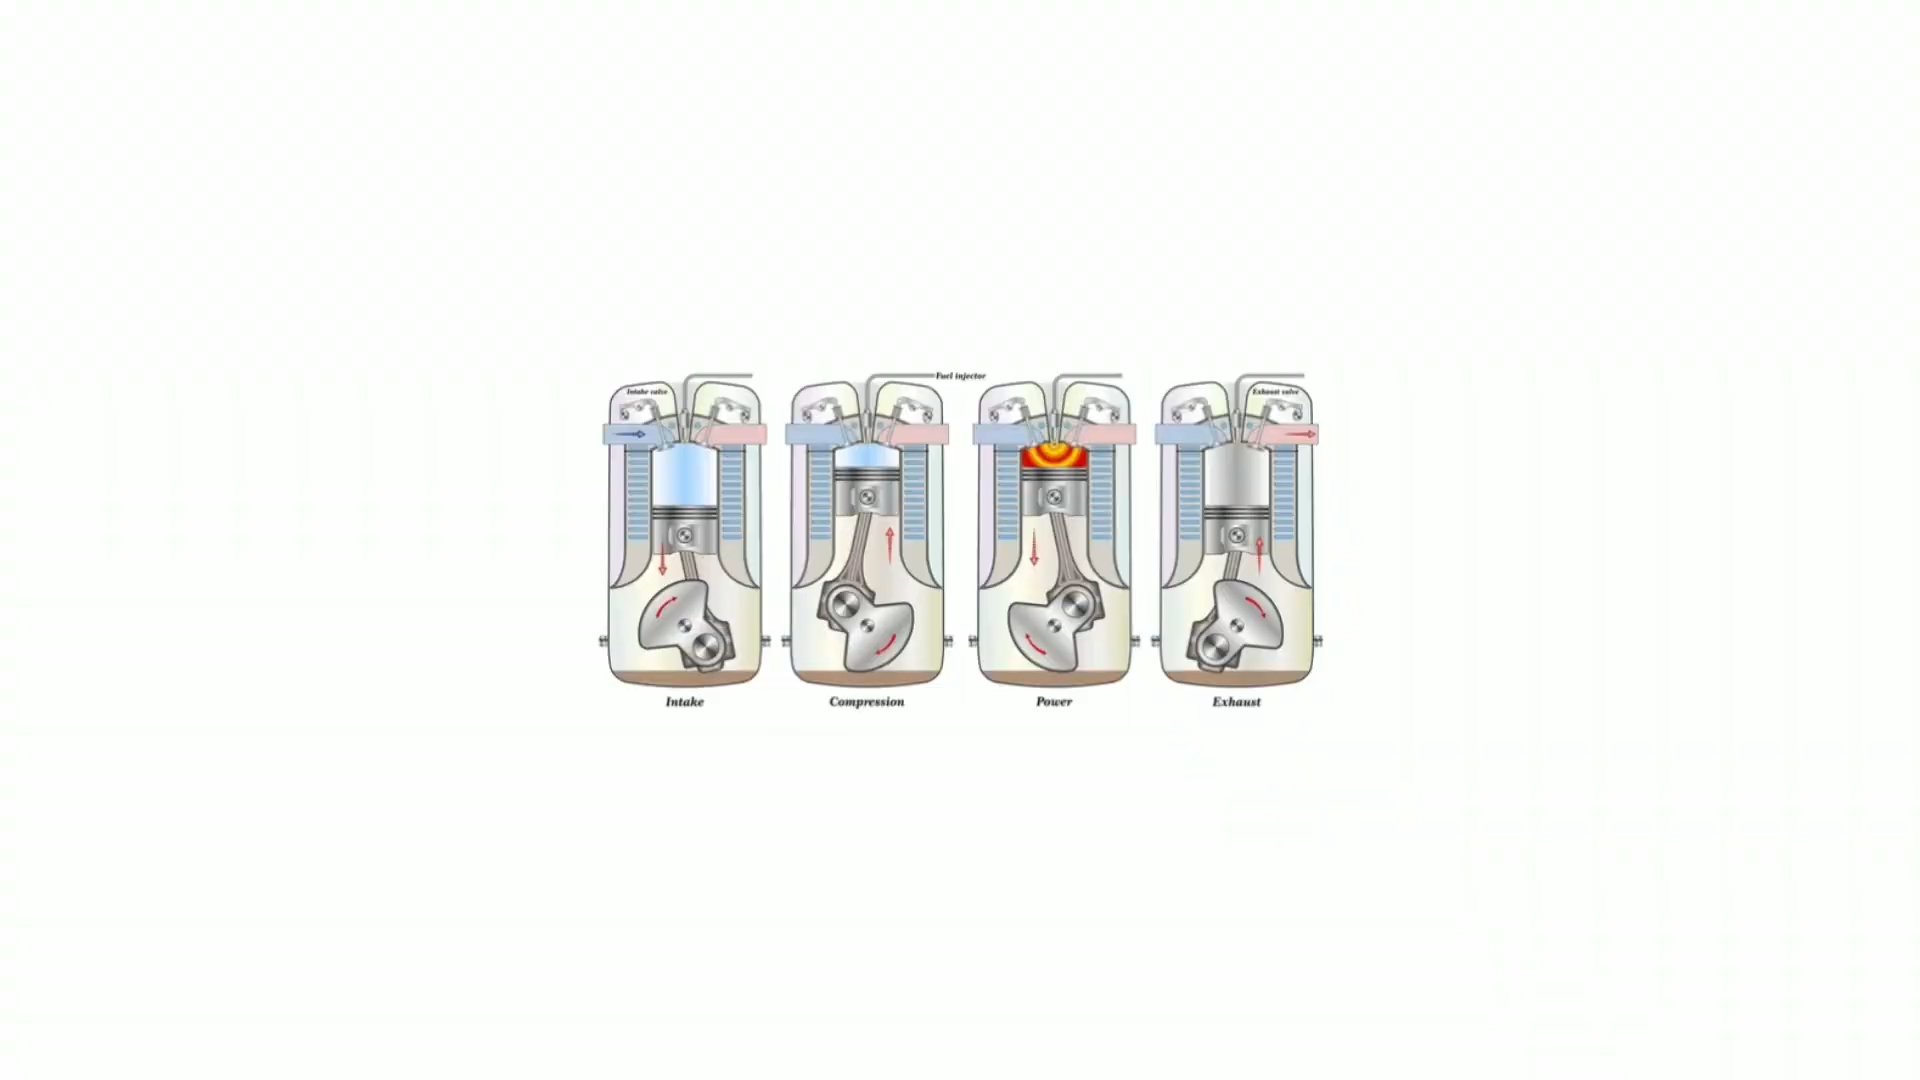 Fuel injector
Intake valve
Exhaust valve
Intake
Compression
Power
Exhaust